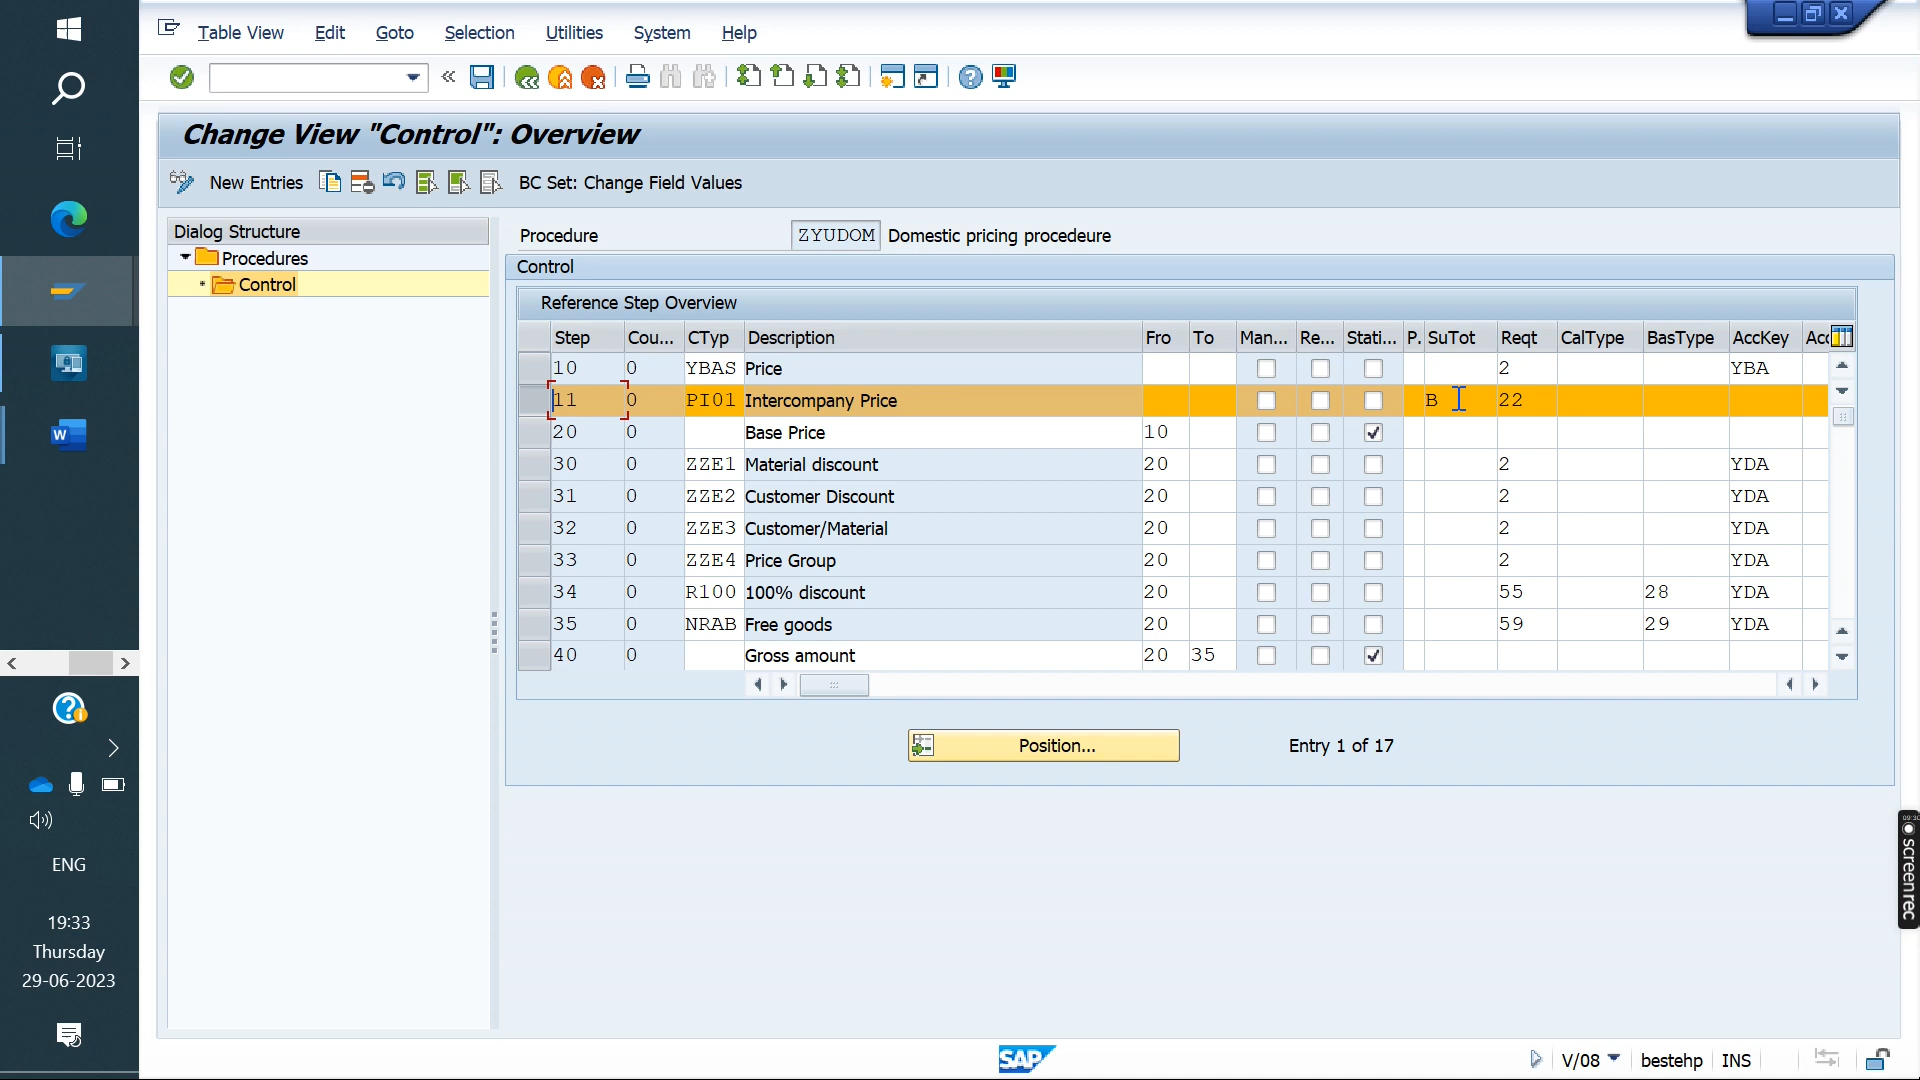 Table View Edit Goto Selection Utilities System Help
Change View "Control": Overview
New Entries BC Set: Change Field Values
Dialog Structure
Procedures
Control
Procedure ZYUDOM Domestic pricing procedeure
Control
Reference Step Overview
Step Cou... CTyp Description Fro To Man... Re... Stati... P. SuTot Reqt CalType BasType AccKey Acc
10 0 YBAS Price 2 YBA
11 0 PI01 Intercompany Price B 22
20 0 Base Price 10
30 0 ZZE1 Material discount 20 2 YDA
31 0 ZZE2 Customer Discount 20 2 YDA
32 0 ZZE3 Customer/Material 20 2 YDA
33 0 ZZE4 Price Group 20 2 YDA
34 0 R100 100% discount 20 55 28 YDA
35 0 NRAB Free goods 20 59 29 YDA
40 0 Gross amount 20 35
Position... Entry 1 of 17
ENG
19:33
Thursday
29-06-2023
screenrec
SAP
V/08 bestehp INS